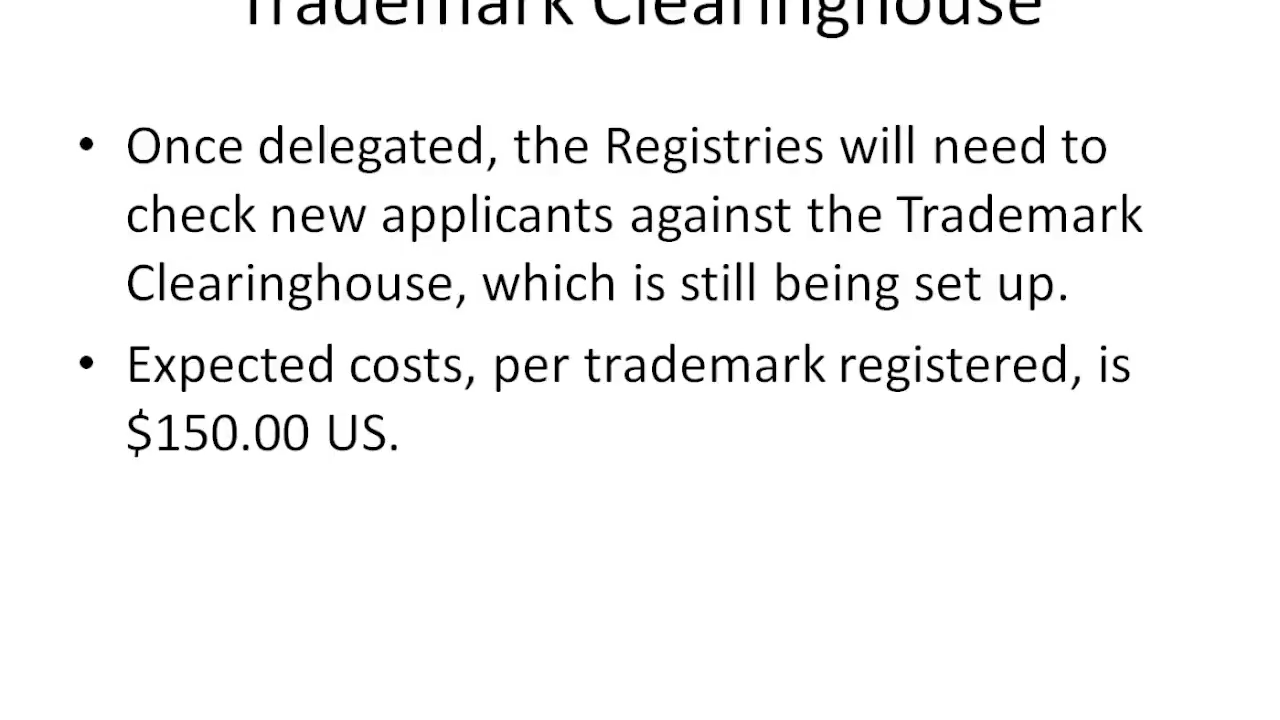 Trademark Clearinghouse
• Once delegated, the Registries will need to
check new applicants against the Trademark
Clearinghouse, which is still being set up.
• Expected costs, per trademark registered, is
$150.00 US.